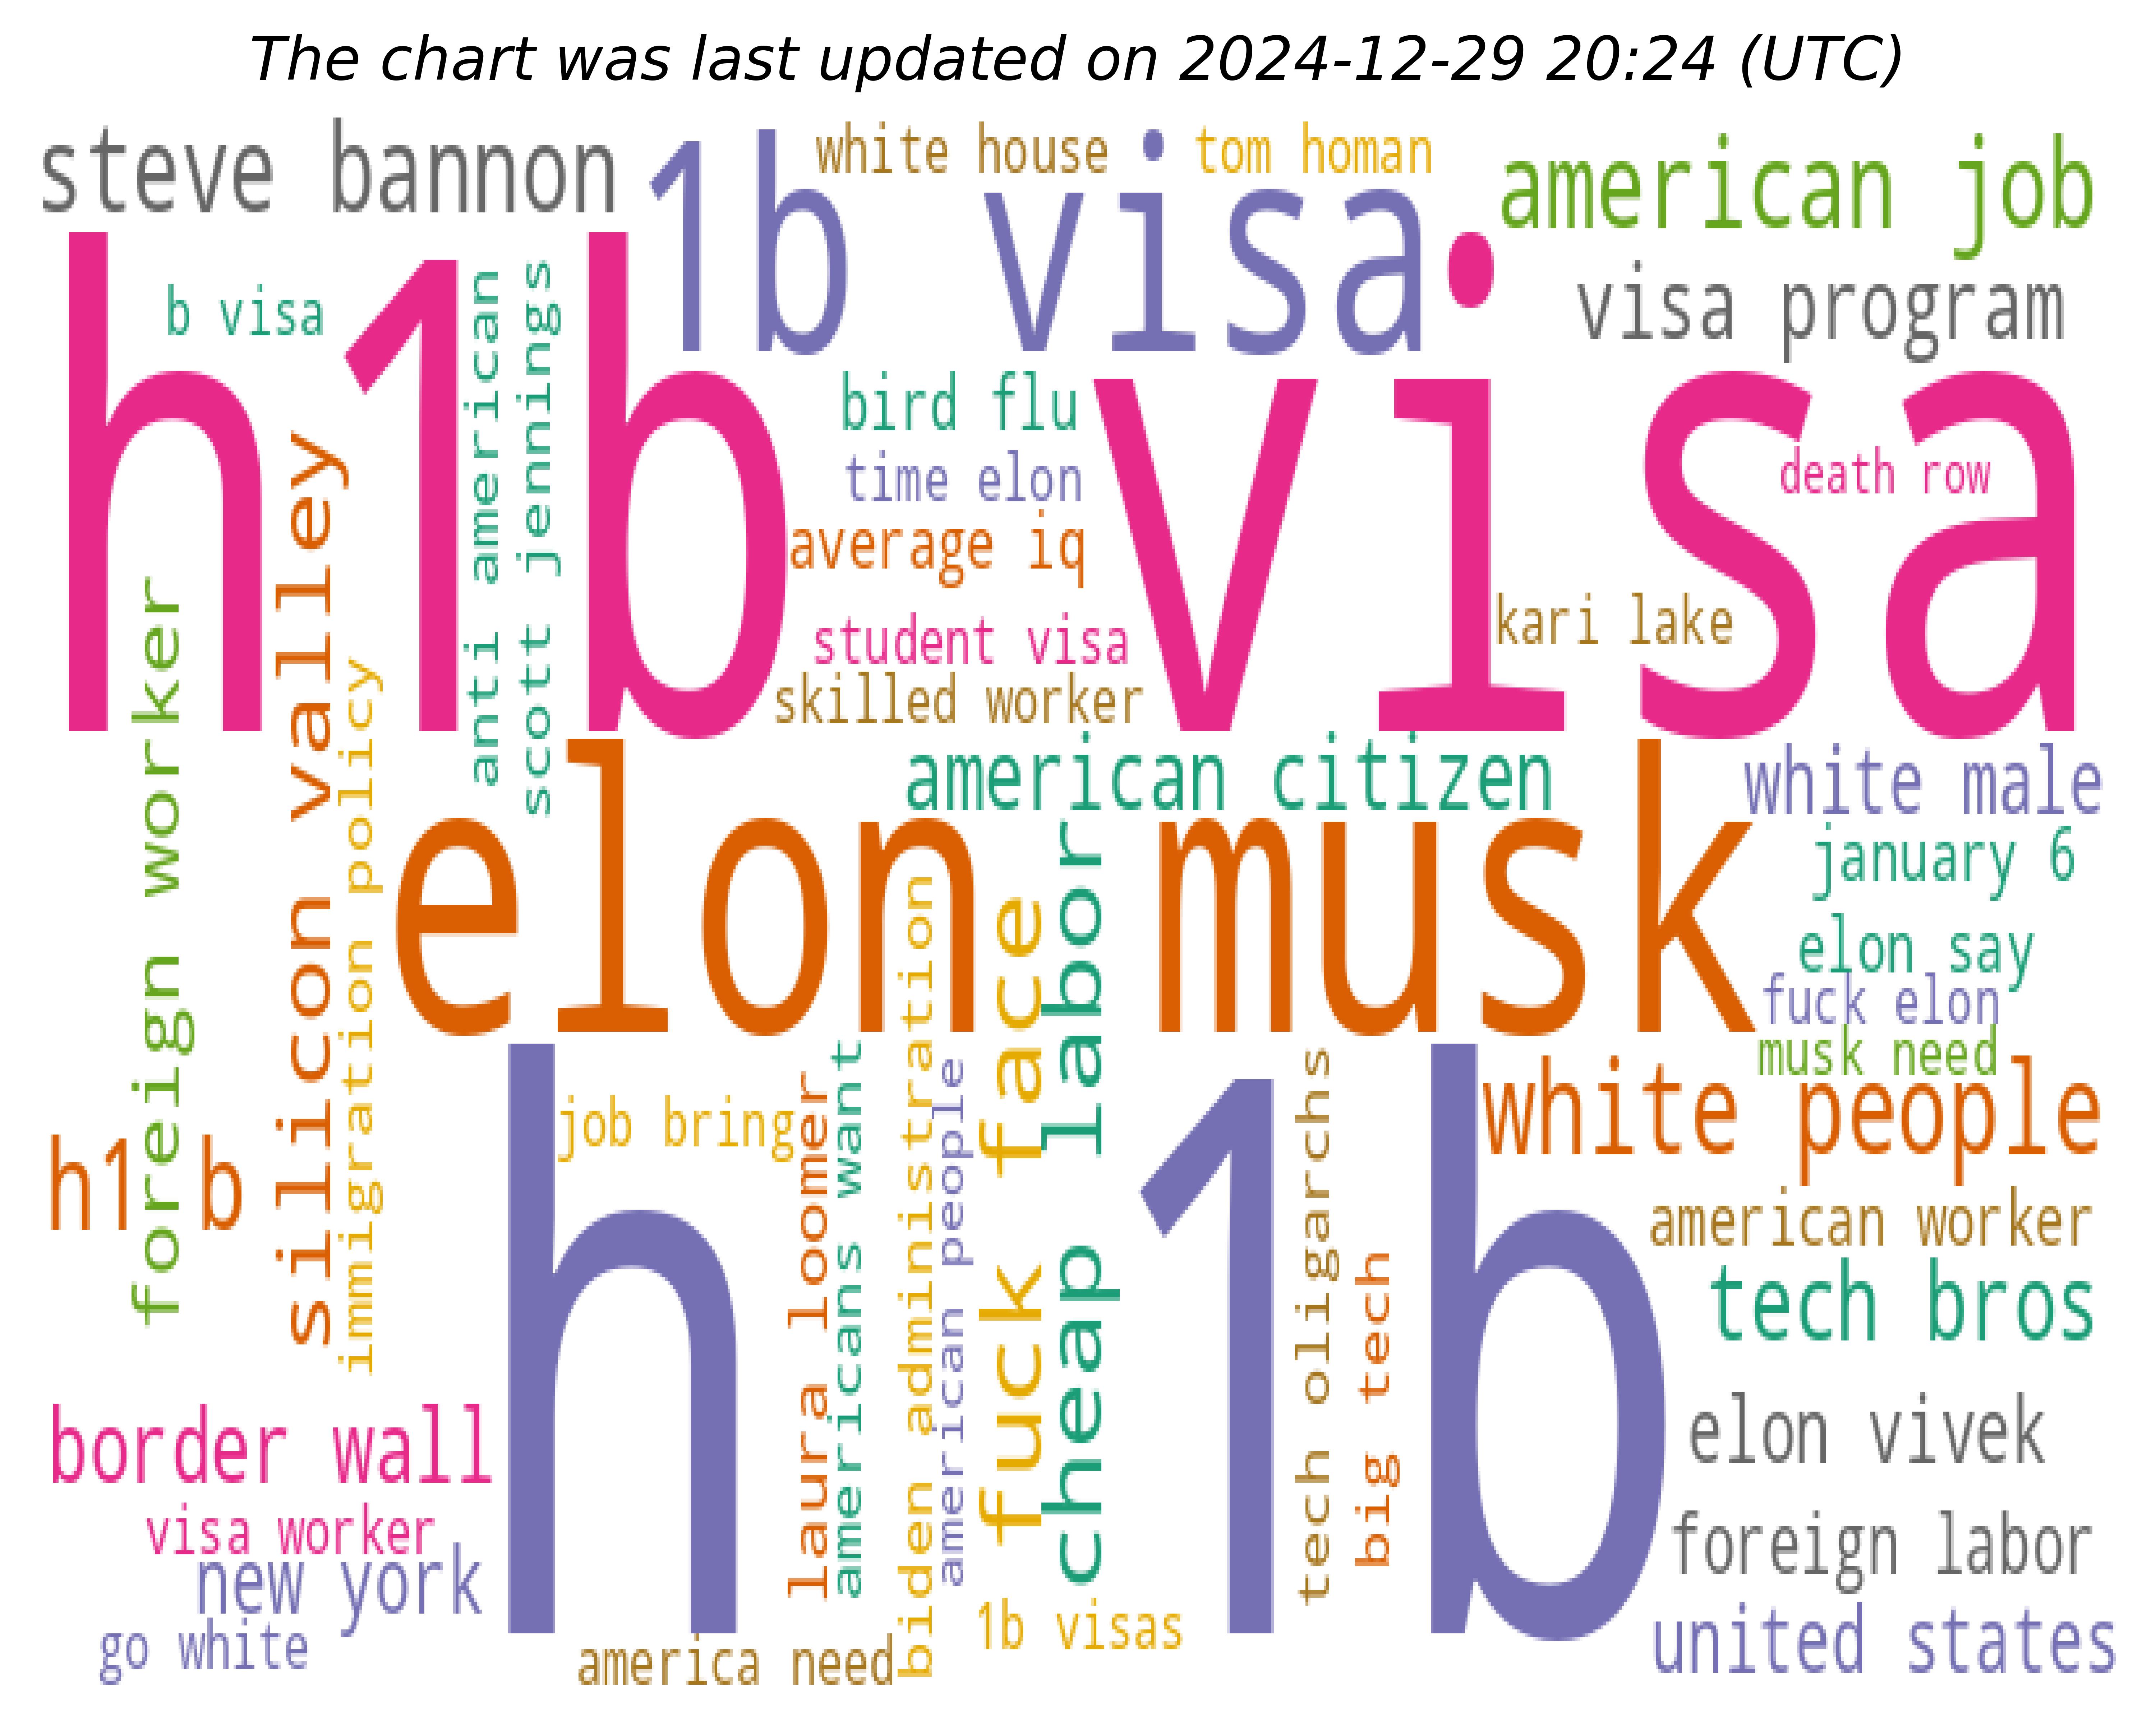 The chart was last updated on 2024-12-29 20:24 (UTC)
steve bannon
1b visa
white house
tom homan
american job
visa program
h1b visa
b visa
anti american
scott jennings
bird flu
time elon
average iq
student visa
skilled worker
death row
kari lake
foreign worker
silicon valley
immigration policy
american citizen
white male
elon musk
january 6
elon say
fuck elon
musk need
h 1b
white people
h1 b
job bring
laura loomer
americans want
biden administration
american people
fuck face
cheap labor
tech oligarchs
big tech
american worker
tech bros
border wall
elon vivek
visa worker
new york
foreign labor
go white
america need
1b visas
united states